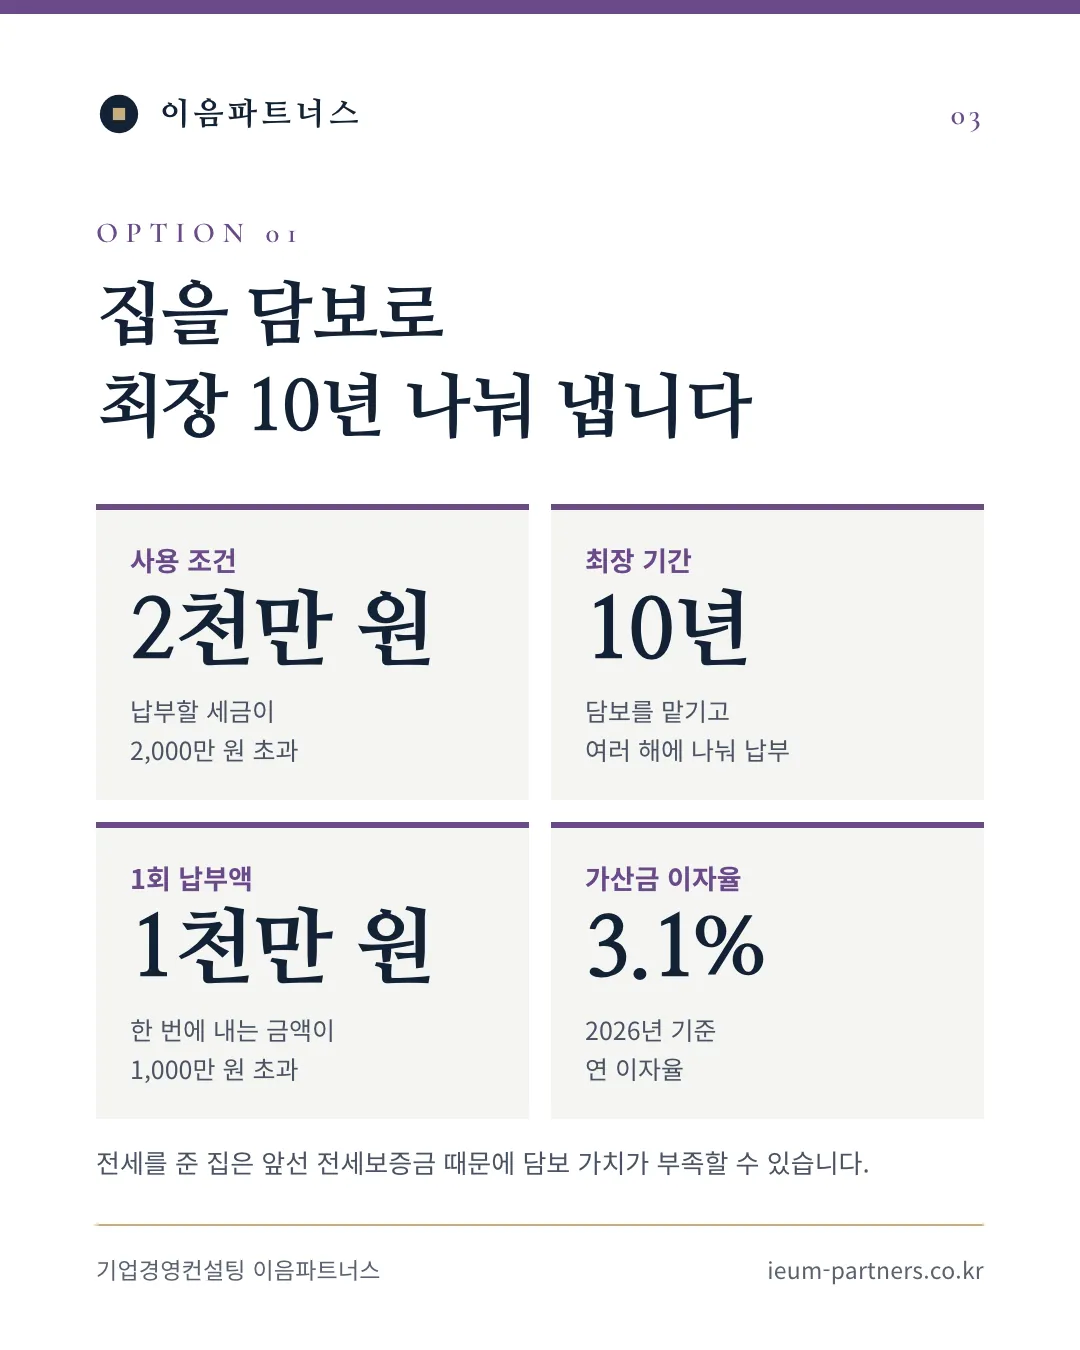 이음파트너스
03
OPTION 01
집을 담보로
최장 10년 나눠 냅니다
사용 조건
2천만 원
납부할 세금이
2,000만 원 초과
최장 기간
10년
담보를 맡기고
여러 해에 나눠 납부
1회 납부액
1천만 원
한 번에 내는 금액이
1,000만 원 초과
가산금 이자율
3.1%
2026년 기준
연 이자율
전세를 준 집은 앞선 전세보증금 때문에 담보 가치가 부족할 수 있습니다.
기업경영컨설팅 이음파트너스
ieum-partners.co.kr